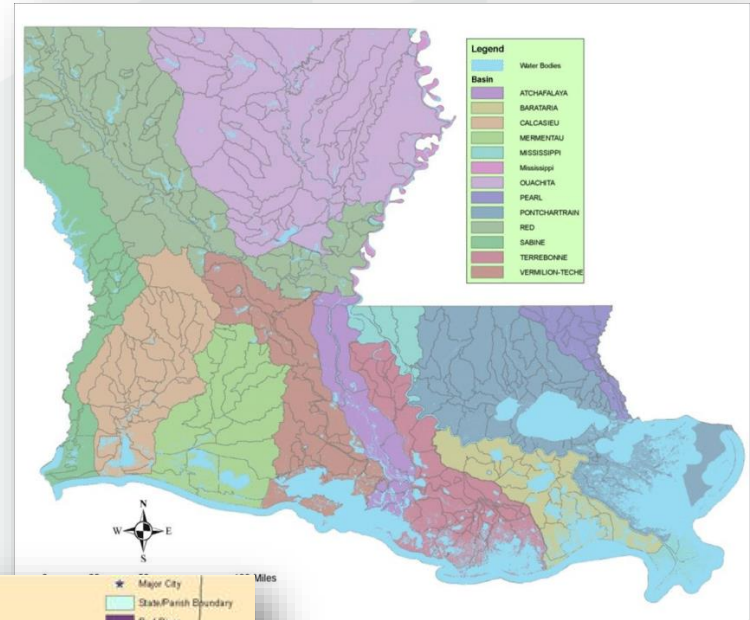 Legend
Water Bodies
Basin
ATCHAFALAYA
BARATARIA
CALCASIEU
MERMENTAU
MISSISSIPPI
Mississippi
OUACHITA
PEARL
PONTCHARTRAIN
RED
SABINE
TERREBONNE
VERMILION-TECHE
N
W E
S
Miles
Major City
State/Parish Boundary